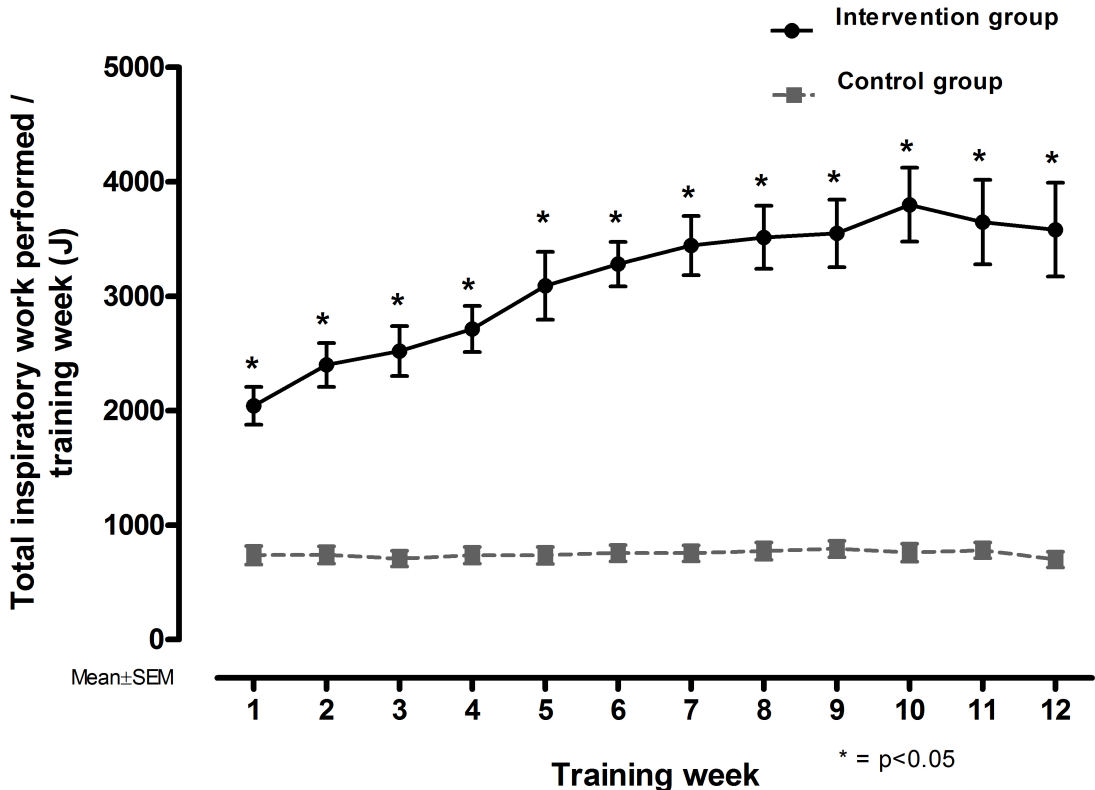 Intervention group
Control group
Total inspiratory work performed /
training week (J)
5000
4000
3000
2000
1000
0
* * * * * * * * * * * *
Mean±SEM
1 2 3 4 5 6 7 8 9 10 11 12
* = p<0.05
Training week